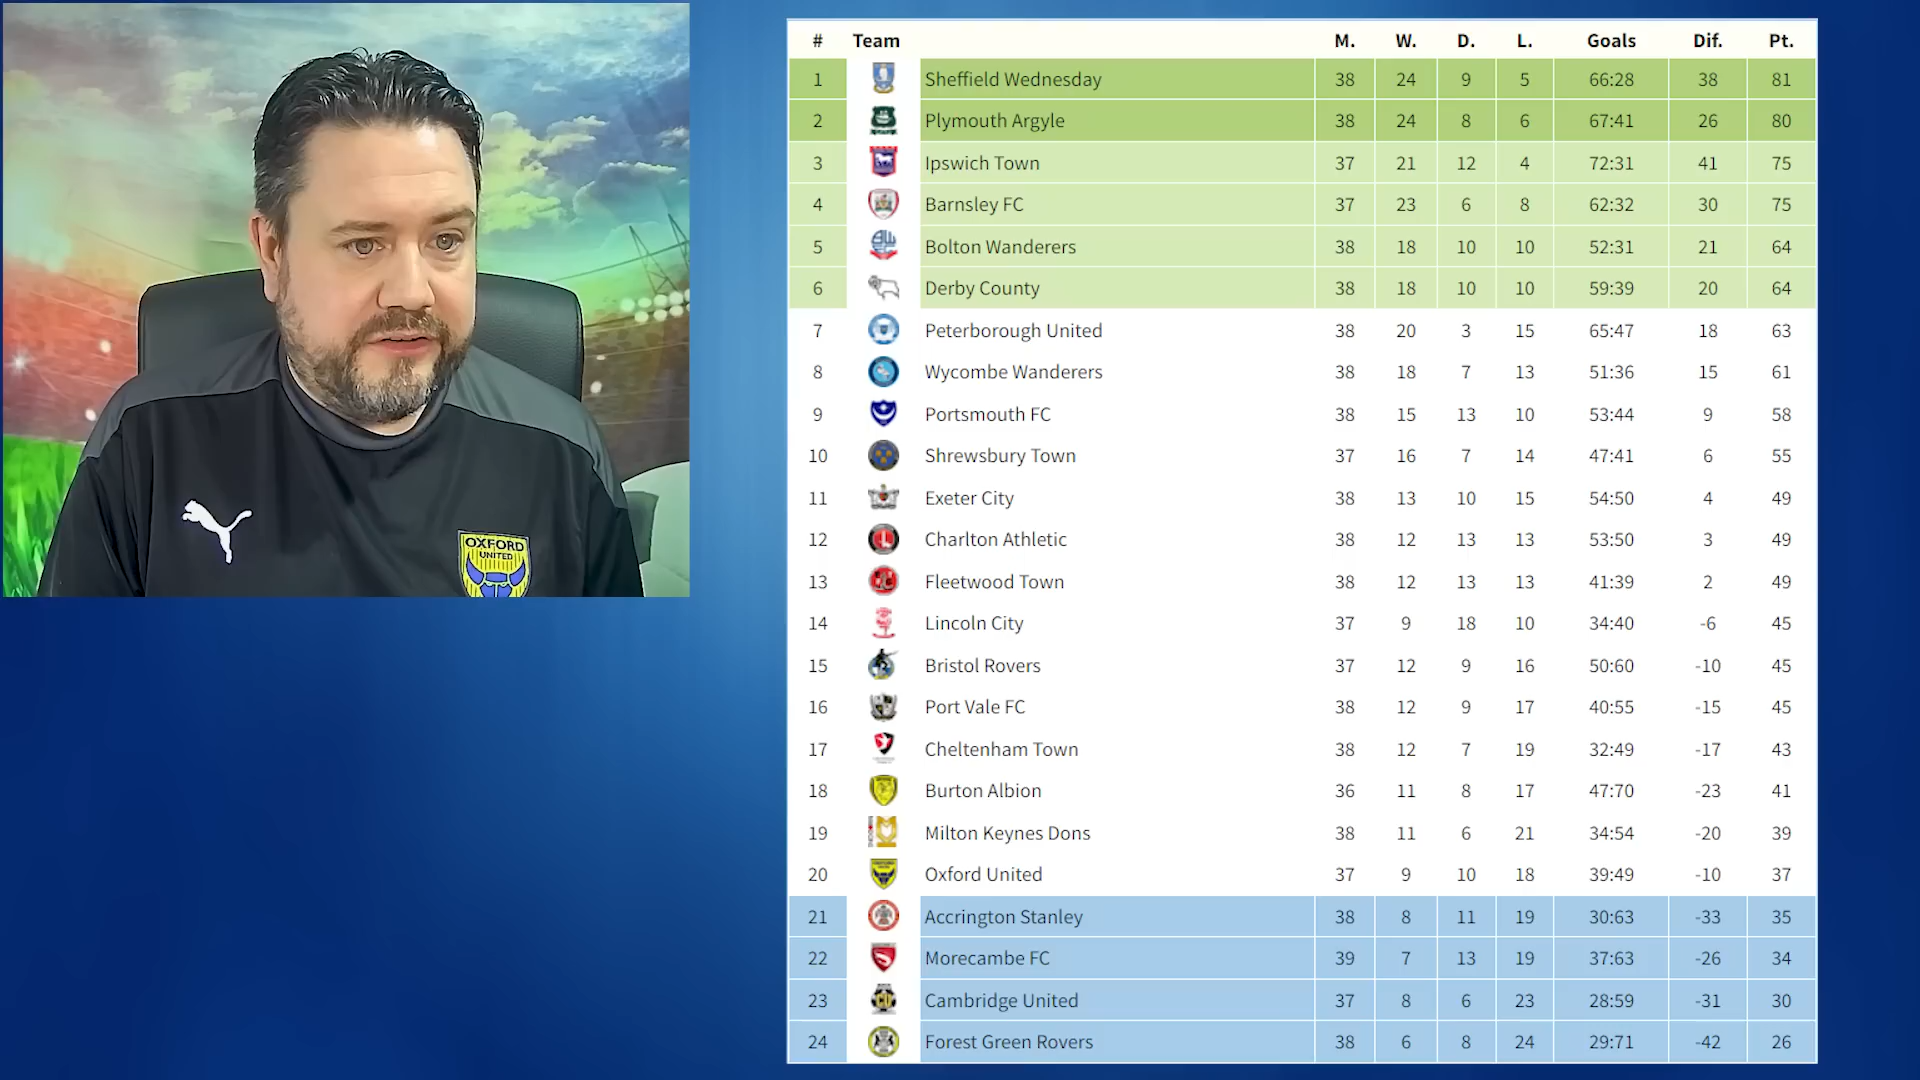 OXFORD
UNITED
# Team M. W. D. L. Goals Dif. Pt.
1 Sheffield Wednesday 38 24 9 5 66:28 38 81
2 Plymouth Argyle 38 24 8 6 67:41 26 80
3 Ipswich Town 37 21 12 4 72:31 41 75
4 Barnsley FC 37 23 6 8 62:32 30 75
5 Bolton Wanderers 38 18 10 10 52:31 21 64
6 Derby County 38 18 10 10 59:39 20 64
7 Peterborough United 38 20 3 15 65:47 18 63
8 Wycombe Wanderers 38 18 7 13 51:36 15 61
9 Portsmouth FC 38 15 13 10 53:44 9 58
10 Shrewsbury Town 37 16 7 14 47:41 6 55
11 Exeter City 38 13 10 15 54:50 4 49
12 Charlton Athletic 38 12 13 13 53:50 3 49
13 Fleetwood Town 38 12 13 13 41:39 2 49
14 Lincoln City 37 9 18 10 34:40 -6 45
15 Bristol Rovers 37 12 9 16 50:60 -10 45
16 Port Vale FC 38 12 9 17 40:55 -15 45
17 Cheltenham Town 38 12 7 19 32:49 -17 43
18 Burton Albion 36 11 8 17 47:70 -23 41
19 Milton Keynes Dons 38 11 6 21 34:54 -20 39
20 Oxford United 37 9 10 18 39:49 -10 37
21 Accrington Stanley 38 8 11 19 30:63 -33 35
22 Morecambe FC 39 7 13 19 37:63 -26 34
23 Cambridge United 37 8 6 23 28:59 -31 30
24 Forest Green Rovers 38 6 8 24 29:71 -42 26